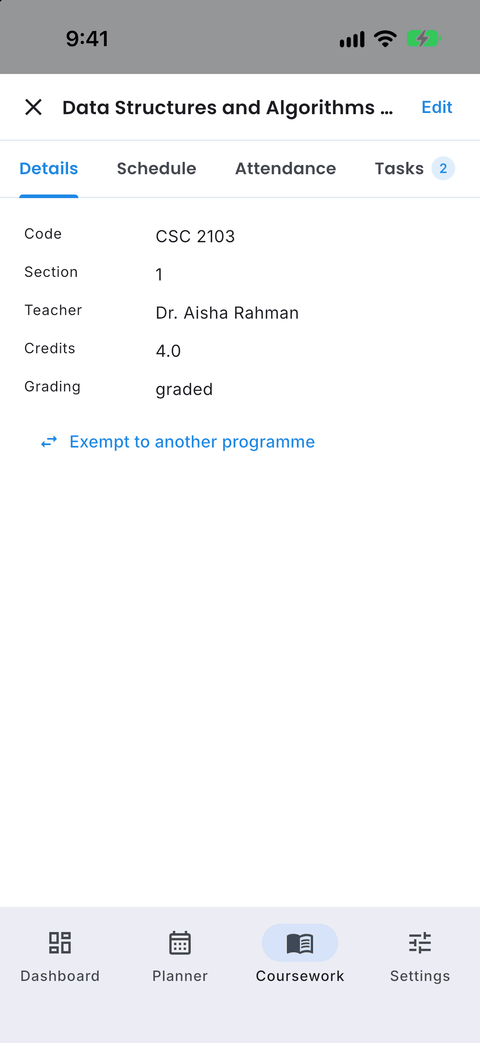 9:41
Data Structures and Algorithms ... Edit
Details Schedule Attendance Tasks 2
Code CSC 2103
Section 1
Teacher Dr. Aisha Rahman
Credits 4.0
Grading graded
Exempt to another programme
Dashboard Planner Coursework Settings